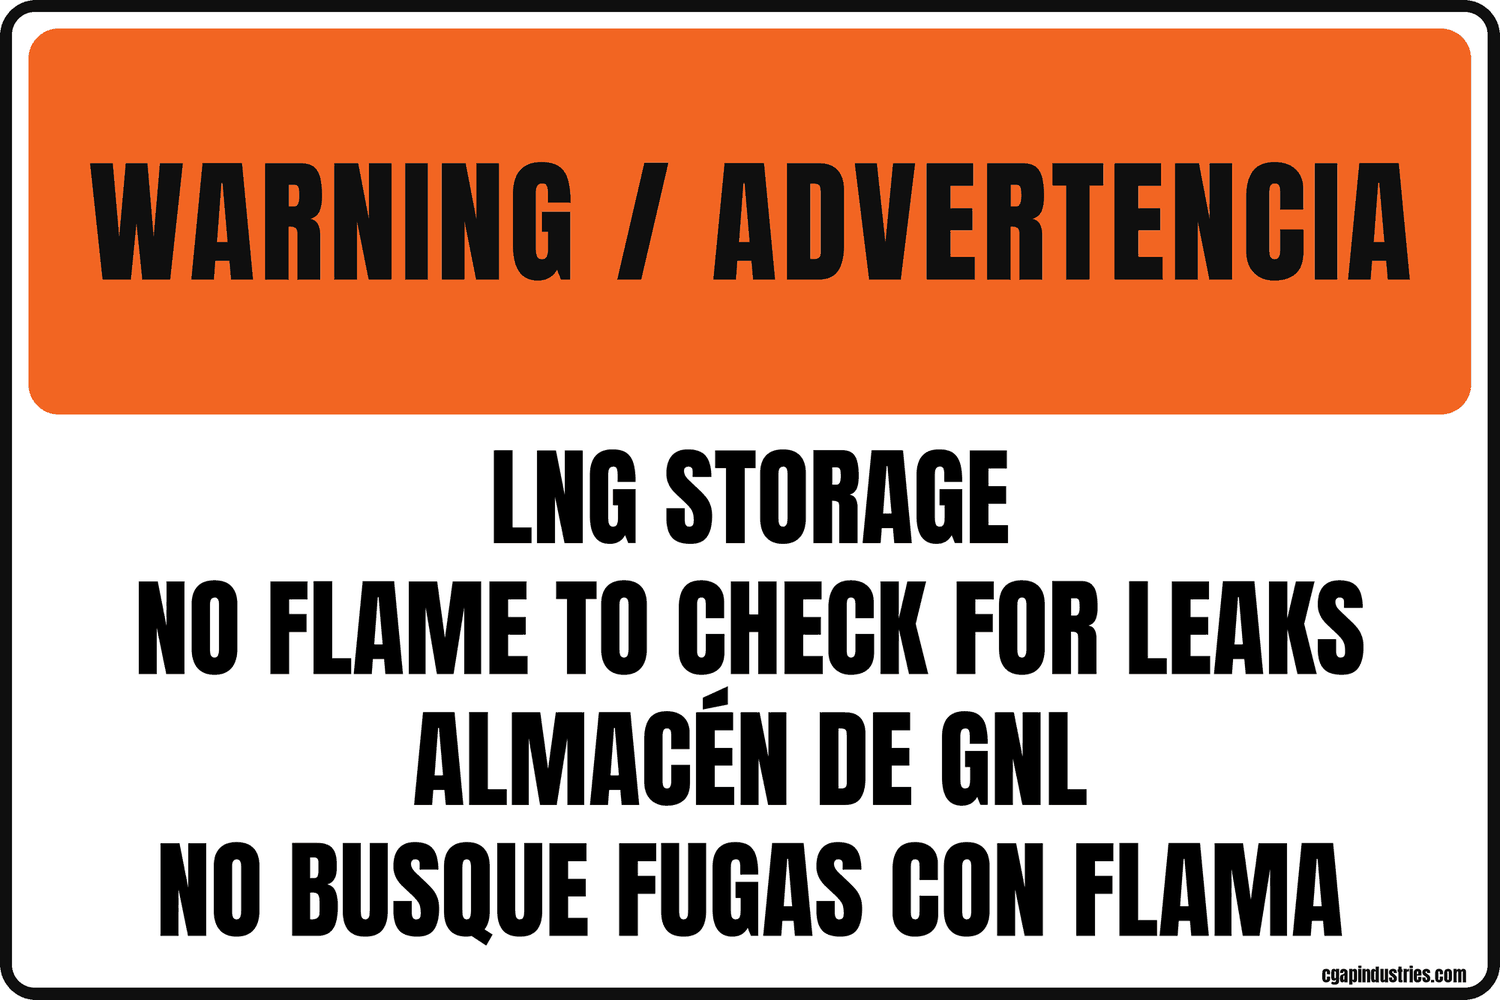 WARNING / ADVERTENCIA
LNG STORAGE
NO FLAME TO CHECK FOR LEAKS
ALMACÉN DE GNL
NO BUSQUE FUGAS CON FLAMA
cgapindustries.com